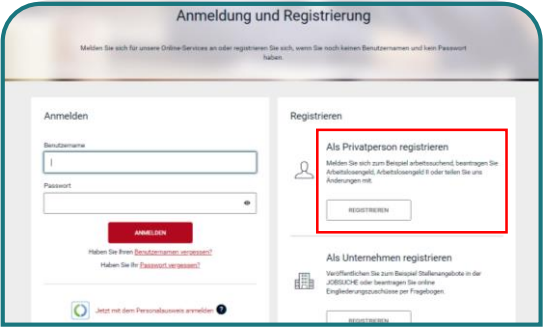 Anmeldung und Registrierung
Melden Sie sich für unsere Online-Services an oder registrieren Sie sich, wenn Sie noch keinen Benutzernamen und kein Passwort
haben.
Anmelden
Benutzername
Passwort
ANMELDEN
Haben Sie Ihren Benutzernamen vergessen?
Haben Sie Ihr Passwort vergessen?
Jetzt mit dem Personalausweis anmelden ?
Registrieren
Als Privatperson registrieren
Melden Sie sich zum Beispiel arbeitssuchend, beantragen Sie
Arbeitslosengeld, Arbeitslosengeld II oder teilen Sie uns
Änderungen mit.
REGISTRIEREN
Als Unternehmen registrieren
Veröffentlichen Sie zum Beispiel Stellenangebote in der
JOBSUCHE oder beantragen Sie online
Eingliederungszuschüsse per Fragebogen.
REGISTRIEREN